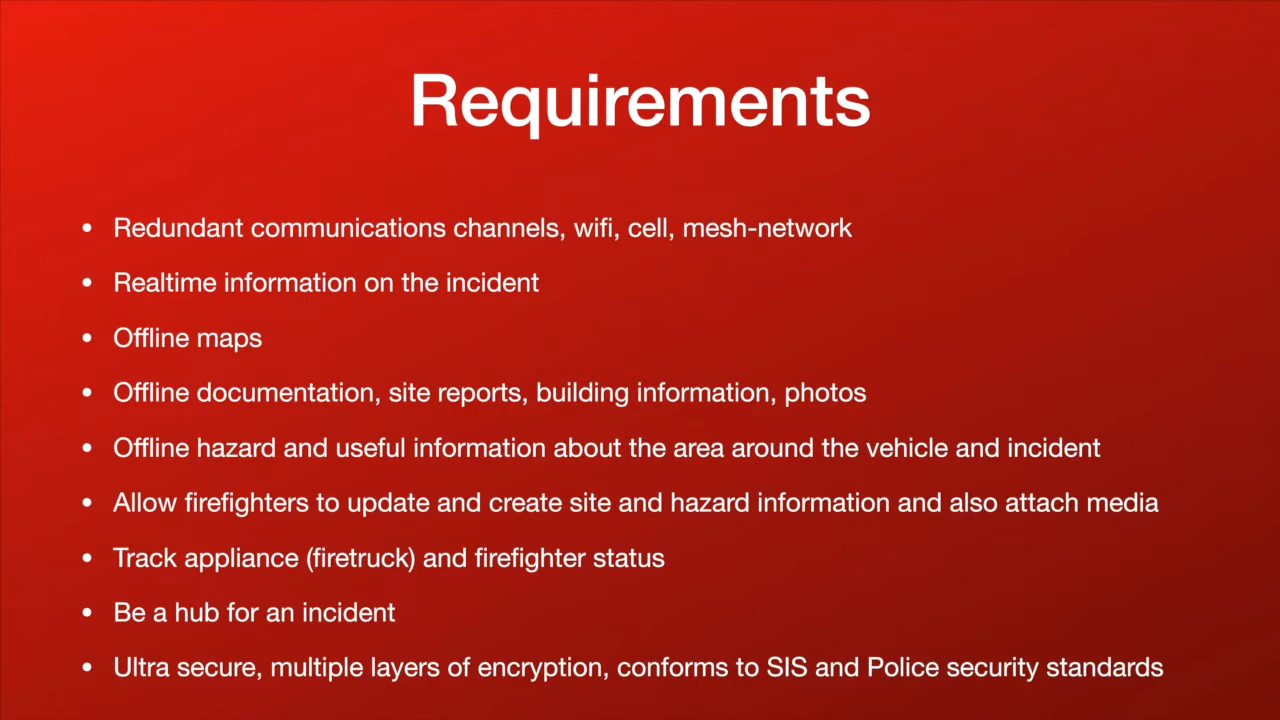 Requirements
• Redundant communications channels, wifi, cell, mesh-network
• Realtime information on the incident
• Offline maps
• Offline documentation, site reports, building information, photos
• Offline hazard and useful information about the area around the vehicle and incident
• Allow firefighters to update and create site and hazard information and also attach media
• Track appliance (firetruck) and firefighter status
• Be a hub for an incident
• Ultra secure, multiple layers of encryption, conforms to SIS and Police security standards